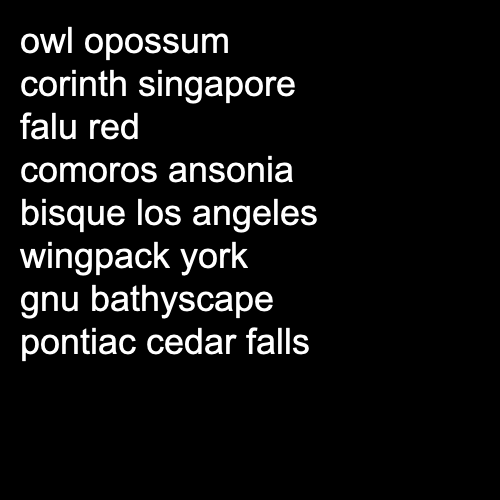 owl opossum
corinth singapore
falu red
comoros ansonia
bisque los angeles
wingpack york
gnu bathyscape
pontiac cedar falls